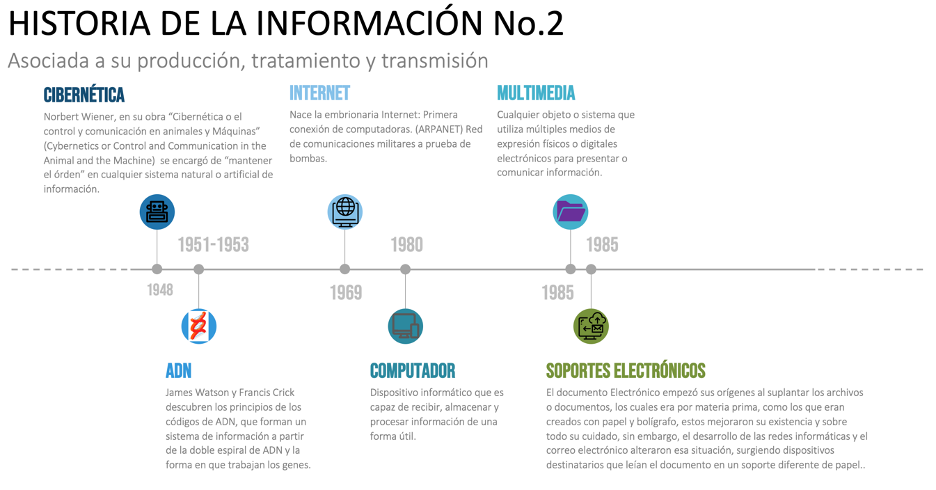 HISTORIA DE LA INFORMACIÓN No.2
Asociada a su producción, tratamiento y transmisión
CIBERNÉTICA
Norbert Wiener, en su obra “Cibernética o el
control y comunicación en animales y Máquinas”
(Cybernetics or Control and Communication in the
Animal and the Machine) se encargó de “mantener
el órden” en cualquier sistema natural o artificial de
información.
INTERNET
Nace la embrionaria Internet: Primera
conexión de computadoras. (ARPANET) Red
de comunicaciones militares a prueba de
bombas.
MULTIMEDIA
Cualquier objeto o sistema que
utiliza múltiples medios de
expresión físicos o digitales
electrónicos para presentar o
comunicar información.
1951-1953
1980
1985
1948
1969
1985
ADN
James Watson y Francis Crick
descubren los principios de los
códigos de ADN, que forman un
sistema de información a partir
de la doble espiral de ADN y la
forma en que trabajan los genes.
COMPUTADOR
Dispositivo informático que es
capaz de recibir, almacenar y
procesar información de una
forma útil.
SOPORTES ELECTRÓNICOS
El documento Electrónico empezó sus orígenes al suplantar los archivos
o documentos, los cuales era por materia prima, como los que eran
creados con papel y bolígrafo, estos mejoraron su existencia y sobre
todo su cuidado, sin embargo, el desarrollo de las redes informáticas y el
correo electrónico alteraron esa situación, surgiendo dispositivos
destinatarios que leían el documento en un soporte diferente de papel..